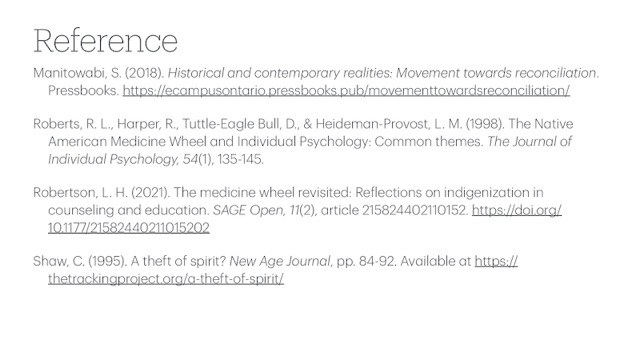 Reference
Manitowabi, S. (2018). Historical and contemporary realities: Movement towards reconciliation.
Pressbooks. https://ecampusontario.pressbooks.pub/movementtowardsreconciliation/
Roberts, R. L., Harper, R., Tuttle-Eagle Bull, D., & Heideman-Provost, L. M. (1998). The Native
American Medicine Wheel and Individual Psychology: Common themes. The Journal of
Individual Psychology, 54(1), 135-145.
Robertson, L. H. (2021). The medicine wheel revisited: Reflections on indigenization in
counseling and education. SAGE Open, 11(2), article 215824402110152. https://doi.org/
10.1177/21582440211015202
Shaw, C. (1995). A theft of spirit? New Age Journal, pp. 84-92. Available at https://
thetrackingproject.org/a-theft-of-spirit/